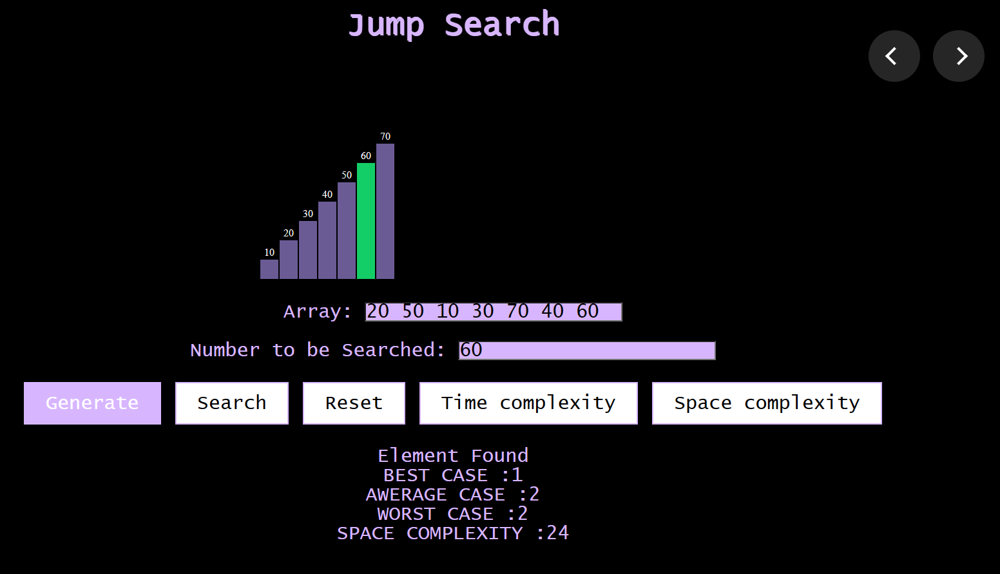 Jump Search
70
60
50
40
30
20
10
Array: 20 50 10 30 70 40 60
Number to be Searched: 60
Generate Search Reset Time complexity Space complexity
Element Found
BEST CASE :1
AWERAGE CASE :2
WORST CASE :2
SPACE COMPLEXITY :24